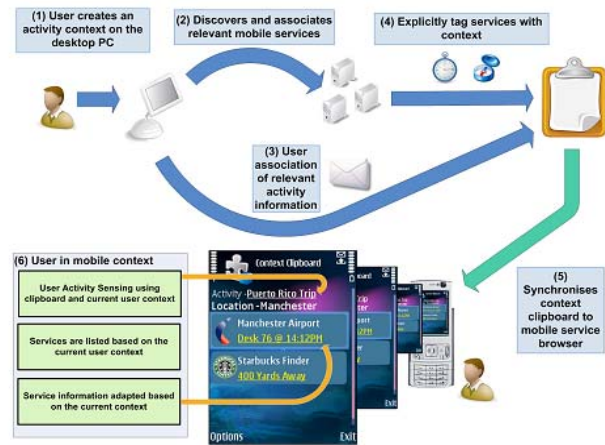 (1) User creates an
activity context on the
desktop PC
(2) Discovers and associates
relevant mobile services
(4) Explicitly tag services with
context
(3) User
association
of relevant
activity
information
(5)
Synchronises
context
clipboard to
mobile service
browser
(6) User in mobile context
User Activity Sensing using
clipboard and current user context
Services are listed based on the
current user context
Service information adapted based
on the current context
Context Clipboard
Activity -Puerto Rico Trip
Location -Manchester
Manchester Airport
Desk 76 @ 14:12PM
Starbucks Finder
400 Yards Away
Options
Exit
Exit